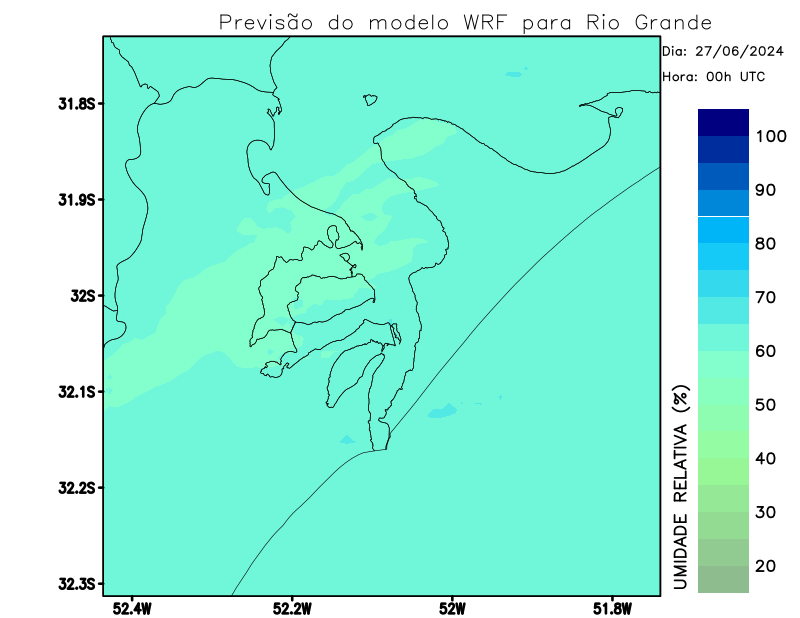 Previsão do modelo WRF para Rio Grande
Dia: 27/06/2024
Hora: 00h UTC
31.8S
31.9S
32S
32.1S
32.2S
32.3S
52.4W
52.2W
52W
51.8W
100
90
80
70
60
50
40
30
20
UMIDADE RELATIVA (%)